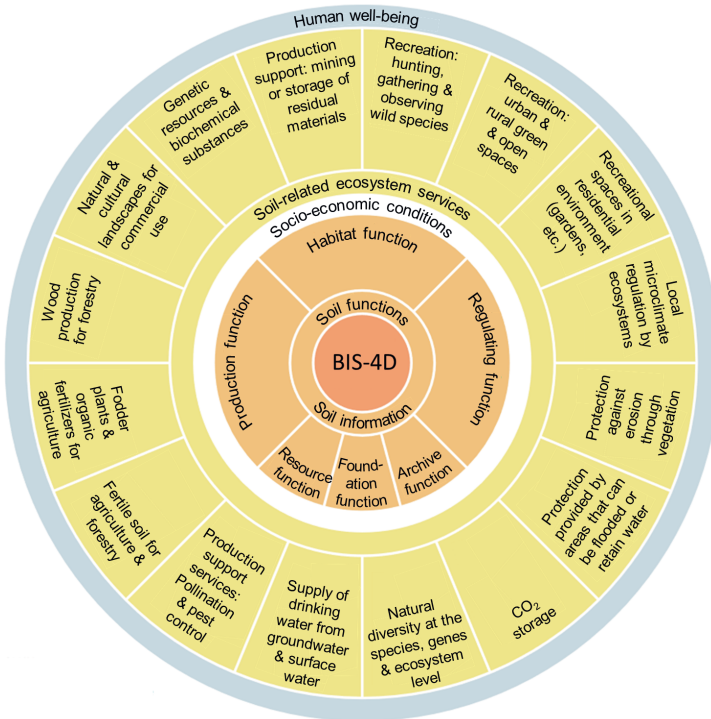 Human well-being
Production
support: mining
or storage of
residual
materials
Recreation:
hunting,
gathering &
observing
wild species
Recreation:
urban &
rural green
& open
spaces
Recreational
spaces in
residential
environment
(gardens,
etc.)
Local
microclimate
regulation by
ecosystems
Protection
against
erosion
through
vegetation
Protection
provided by
areas that can
be flooded or
retain water
CO₂
storage
Natural
diversity at the
species, genes
& ecosystem
level
Supply of
drinking
water from
groundwater
& surface
water
Production
support
services:
Pollination
& pest
control
Fertile soil for
agriculture &
forestry
Fodder
plants &
organic
fertilizers for
agriculture
Wood
production
for forestry
Natural &
cultural
landscapes for
commercial
use
Genetic
resources &
biochemical
substances
Soil-related ecosystem services
Socio-economic conditions
Habitat function
Regulating function
Archive
function
Found-
ation
function
Resource
function
Production function
Soil functions
BIS-4D
Soil information